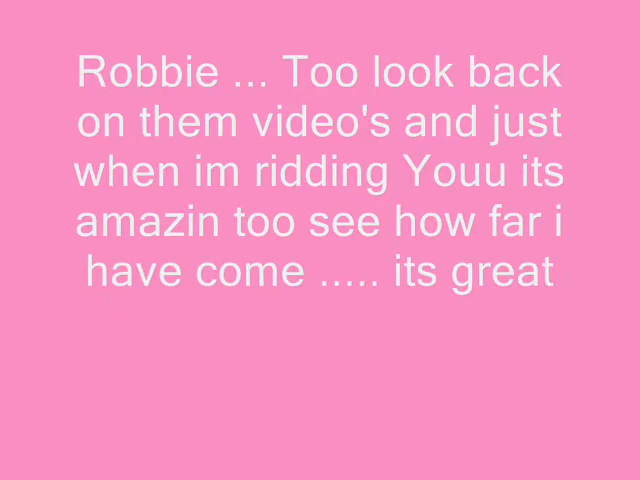 Robbie ... Too look back
on them video's and just
when im ridding Youu its
amazin too see how far i
have come ..... its great